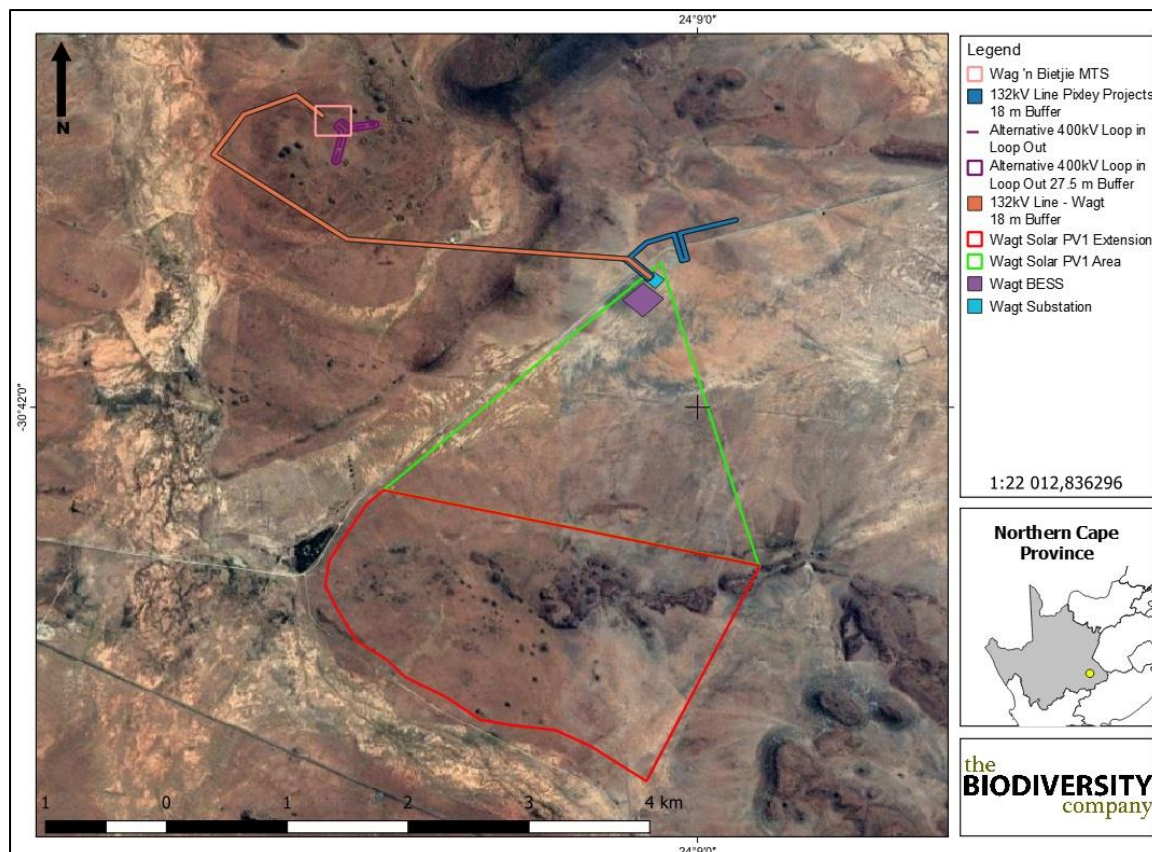 24°9'0"
N
-30°42'0"
1 0 1 2 3 4 km
24°9'0"
Legend
Wag 'n Bietjie MTS
132kV Line Pixley Projects
18 m Buffer
Alternative 400kV Loop in
Loop Out
Alternative 400kV Loop in
Loop Out 27.5 m Buffer
132kV Line - Wagt
18 m Buffer
Wagt Solar PV1 Extension
Wagt Solar PV1 Area
Wagt BESS
Wagt Substation
1:22 012,836296
Northern Cape
Province
the
BIODIVERSITY
company